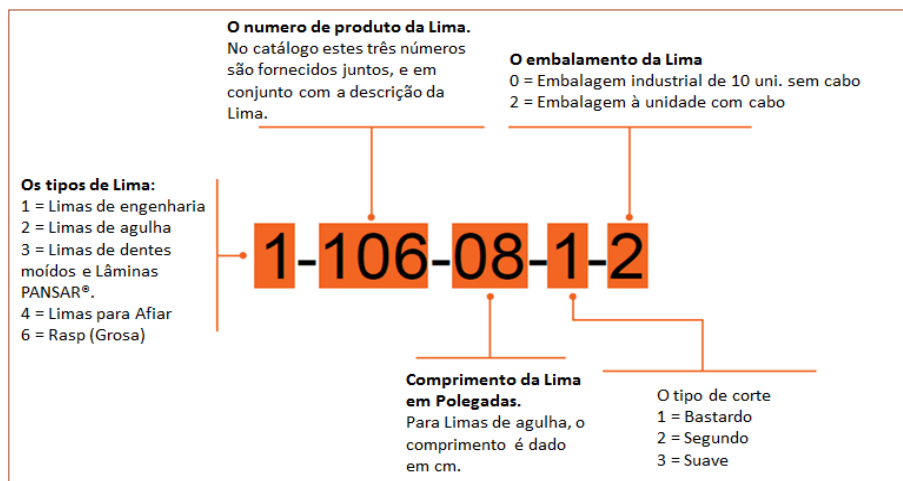 O numero de produto da Lima.
No catálogo estes três números
são fornecidos juntos, e em
conjunto com a descrição da
Lima.
O embalamento da Lima
0 = Embalagem industrial de 10 uni. sem cabo
2 = Embalagem à unidade com cabo
Os tipos de Lima:
1 = Limas de engenharia
2 = Limas de agulha
3 = Limas de dentes
moídos e Lâminas
PANSAR®.
4 = Limas para Afiar
6 = Rasp (Grosa)
1-106-08-1-2
Comprimento da Lima
em Polegadas.
Para Limas de agulha, o
comprimento é dado
em cm.
O tipo de corte
1 = Bastardo
2 = Segundo
3 = Suave